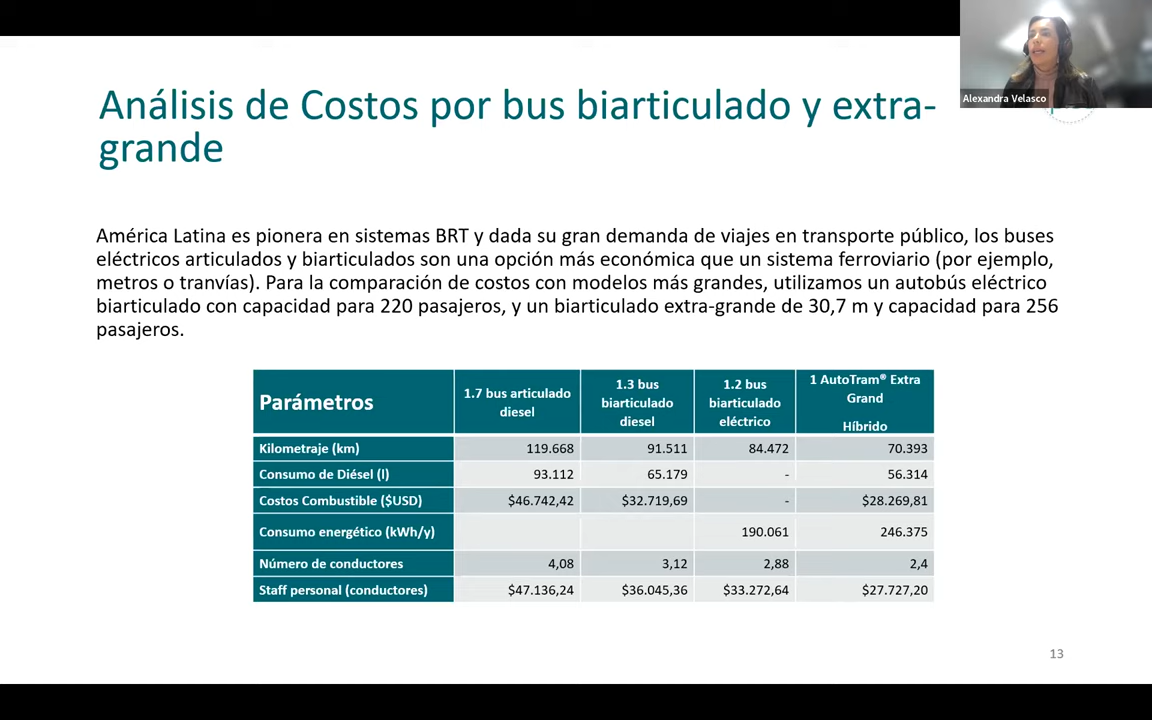 Alexandra Velasco
Análisis de Costos por bus biarticulado y extra-
grande
América Latina es pionera en sistemas BRT y dada su gran demanda de viajes en transporte público, los buses
eléctricos articulados y biarticulados son una opción más económica que un sistema ferroviario (por ejemplo,
metros o tranvías). Para la comparación de costos con modelos más grandes, utilizamos un autobús eléctrico
biarticulado con capacidad para 220 pasajeros, y un biarticulado extra-grande de 30,7 m y capacidad para 256
pasajeros.
Parámetros
1.7 bus articulado
diesel
1.3 bus
biarticulado
diesel
1.2 bus
biarticulado
eléctrico
1 AutoTram® Extra
Grand
Híbrido
Kilometraje (km) 119.668 91.511 84.472 70.393
Consumo de Diésel (l) 93.112 65.179 - 56.314
Costos Combustible ($USD) $46.742,42 $32.719,69 - $28.269,81
Consumo energético (kWh/y) 190.061 246.375
Número de conductores 4,08 3,12 2,88 2,4
Staff personal (conductores) $47.136,24 $36.045,36 $33.272,64 $27.727,20
13